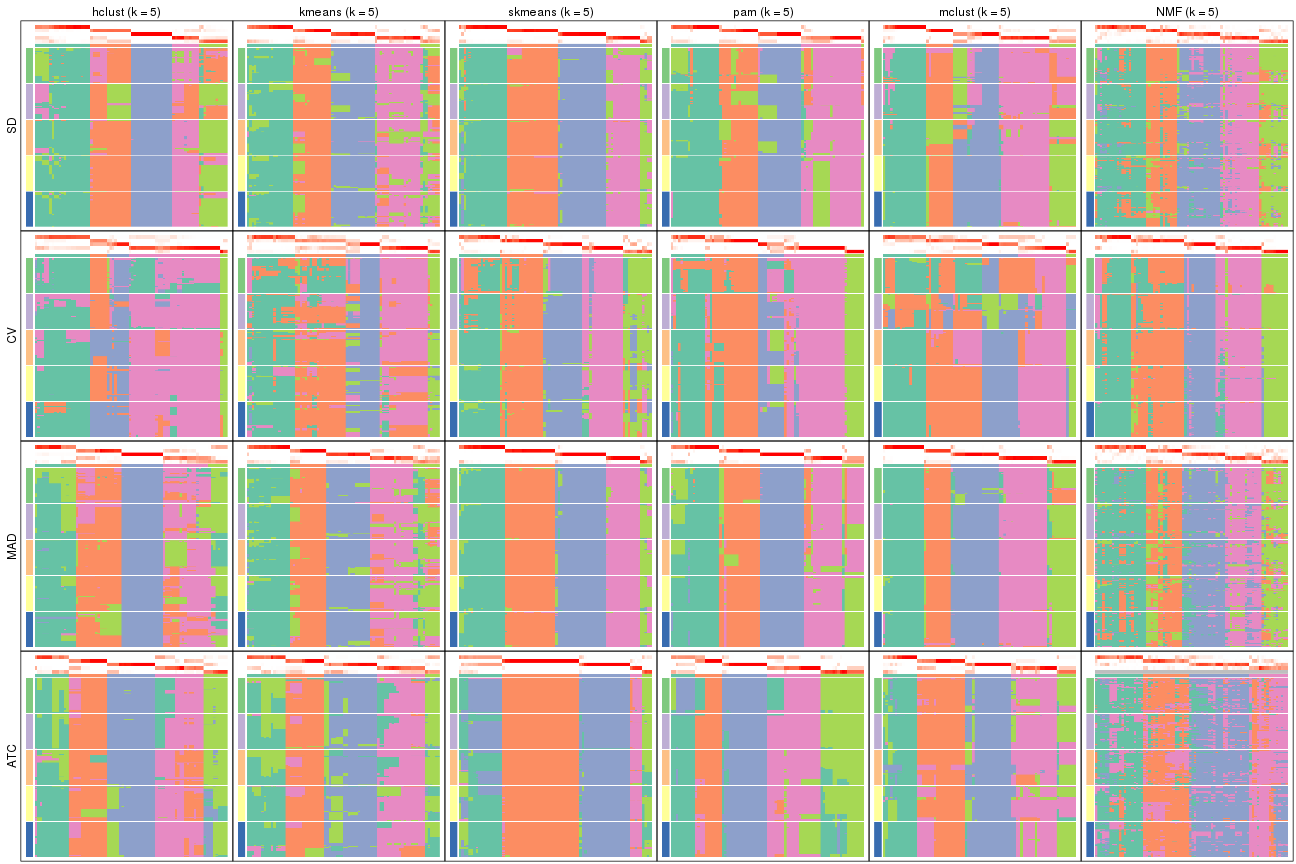 hclust (k = 5) kmeans (k = 5) skmeans (k = 5) pam (k = 5) mclust (k = 5) NMF (k = 5)
SD
CV
MAD
ATC